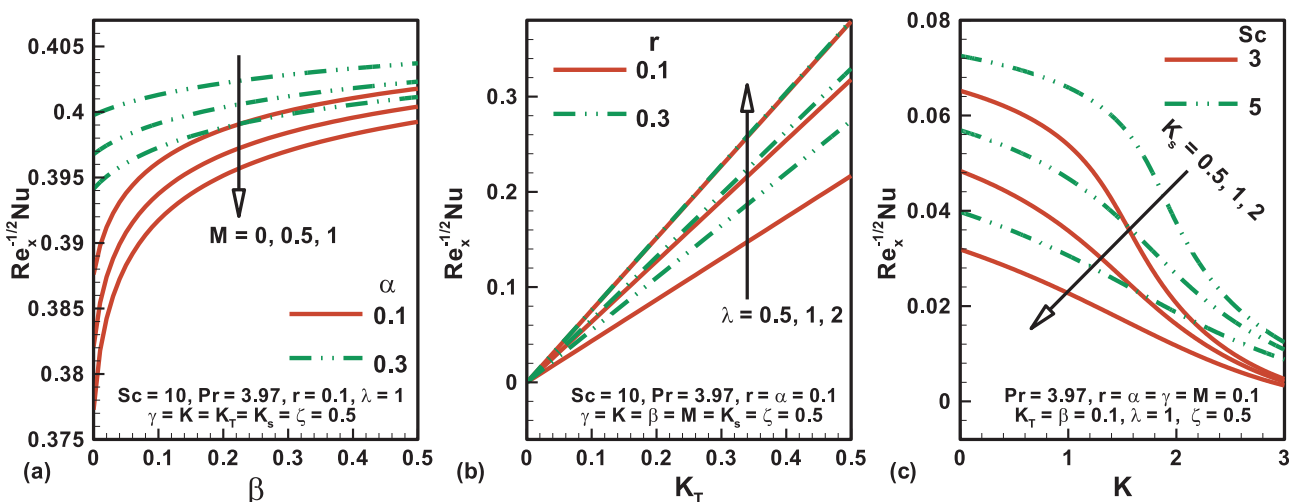 0.405
0.4
0.395
0.39
0.385
0.38
0.375
Reₓ⁻¹/²Nu
M = 0, 0.5, 1
α
0.1
0.3
Sc = 10, Pr = 3.97, r = 0.1, λ = 1
γ = K = K_T = K_s = ζ = 0.5
0 0.1 0.2 0.3 0.4 0.5
(a)
β
0.3
0.2
0.1
0
Reₓ⁻¹/²Nu
r
0.1
0.3
λ = 0.5, 1, 2
Sc = 10, Pr = 3.97, r = α = 0.1
γ = K = β = M = K_s = ζ = 0.5
0 0.1 0.2 0.3 0.4 0.5
(b)
K_T
0.08
0.06
0.04
0.02
0
Reₓ⁻¹/²Nu
Sc
3
5
K_s = 0.5, 1, 2
Pr = 3.97, r = α = γ = M = 0.1
K_T = β = 0.1, λ = 1, ζ = 0.5
0 1 2 3
(c)
K